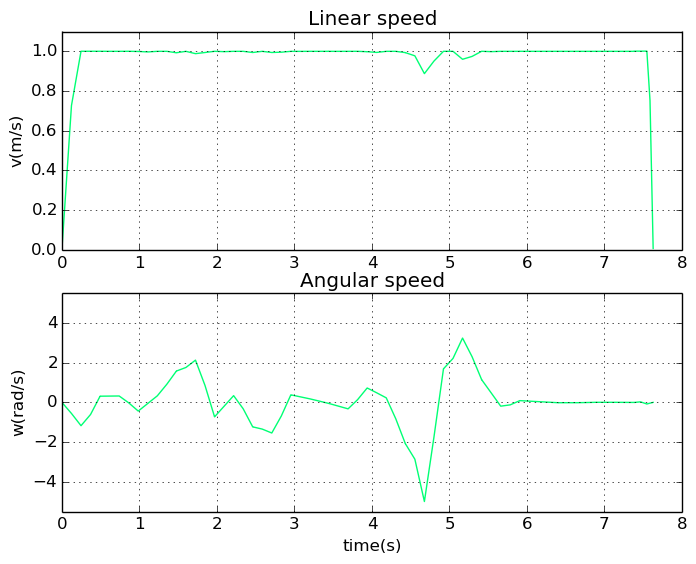 Linear speed
1.0
0.8
0.6
0.4
0.2
0.0
v(m/s)
0 1 2 3 4 5 6 7 8
Angular speed
4
2
0
−2
−4
w(rad/s)
0 1 2 3 4 5 6 7 8
time(s)